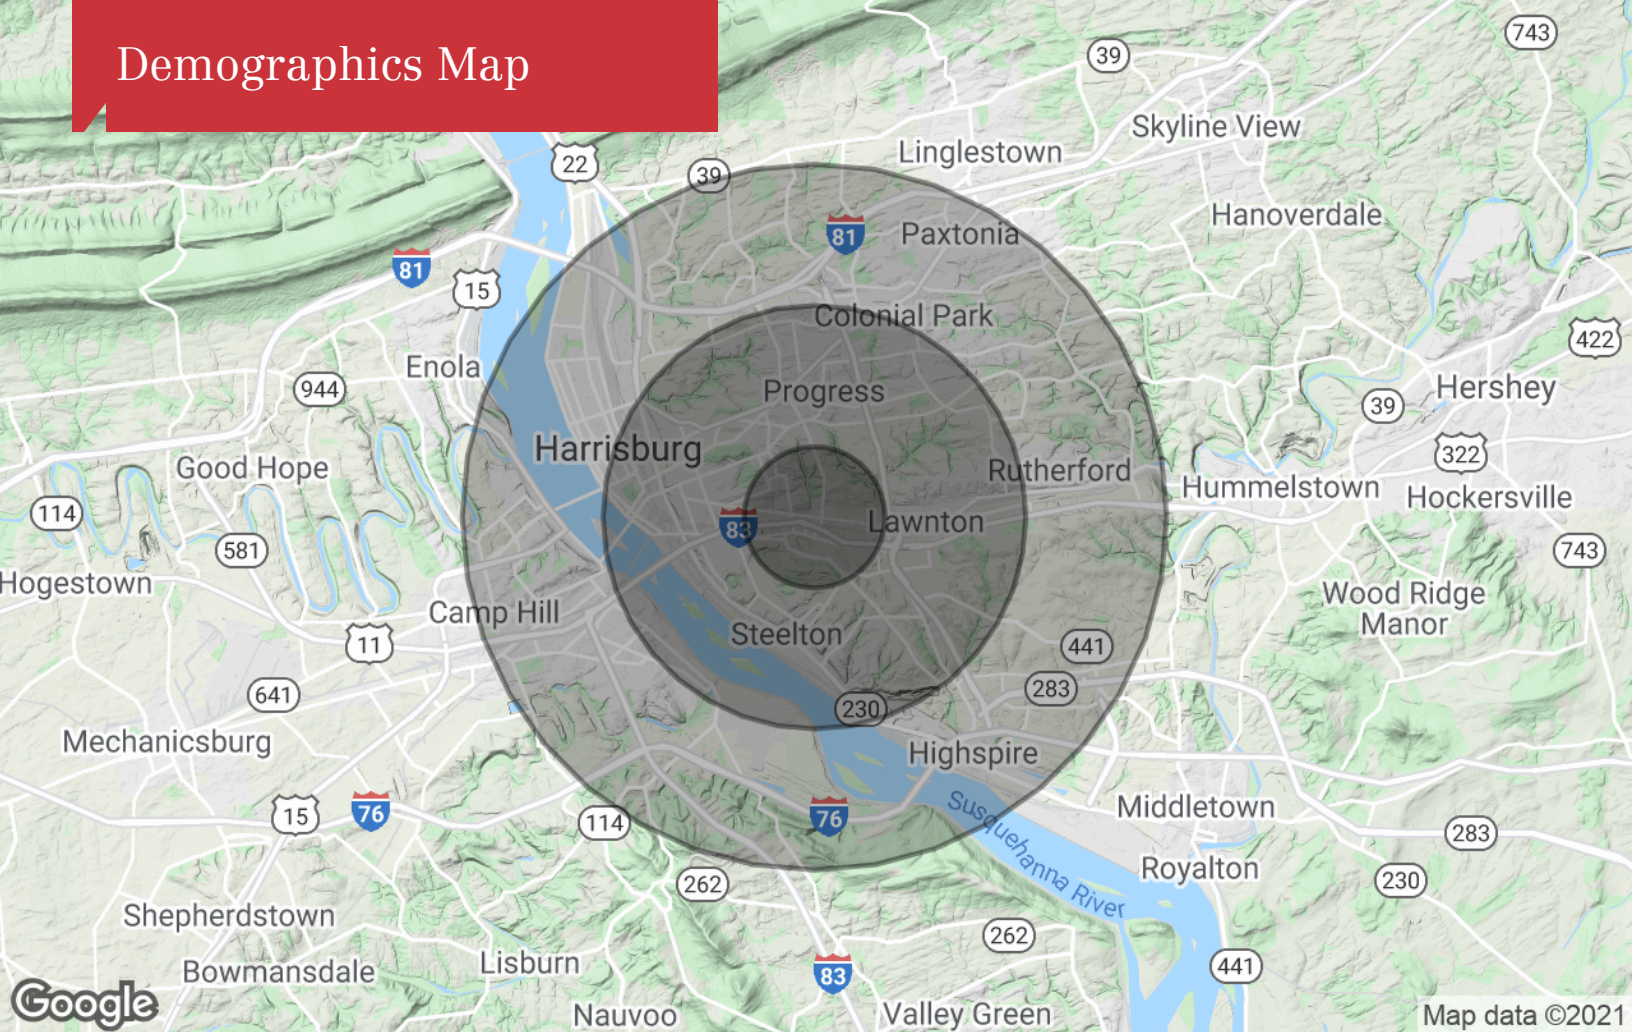 Demographics Map
743
39
Skyline View
Linglestown
22
39
Hanoverdale
81
Paxtonia
81
15
Colonial Park
422
Enola
944
Progress
Hershey
39
Harrisburg
322
Good Hope
Rutherford
Hummelstown
Hockersville
114
83
Lawnton
581
743
Hogestown
Wood Ridge
Manor
Camp Hill
11
Steelton
441
283
641
230
Mechanicsburg
Highspire
15
76
76
114
Susquehanna River
Middletown
283
262
Royalton
230
Shepherdstown
262
Bowmansdale
Lisburn
83
441
Google
Nauvoo
Valley Green
Map data ©2021